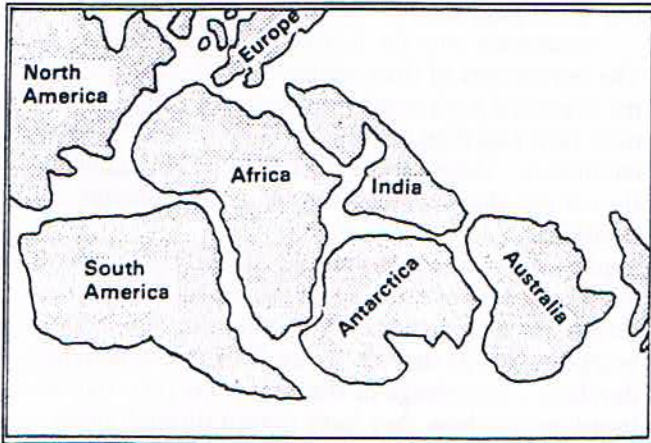 Europe
North
America
Africa
India
South
America
Antarctica
Australia